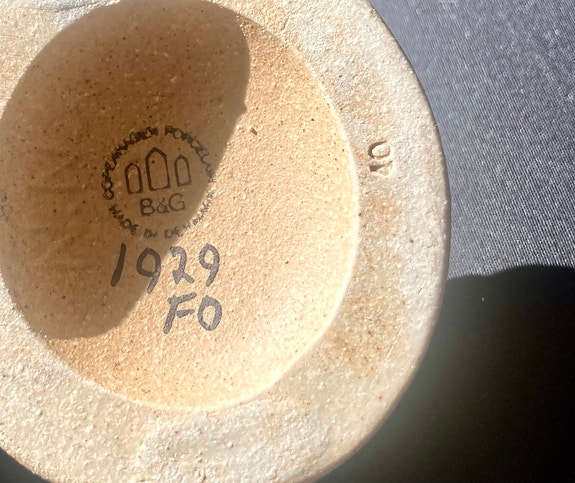 COPENHAGEN PORCELAIN
B&G
MADE IN DENMARK
1929
FO
40